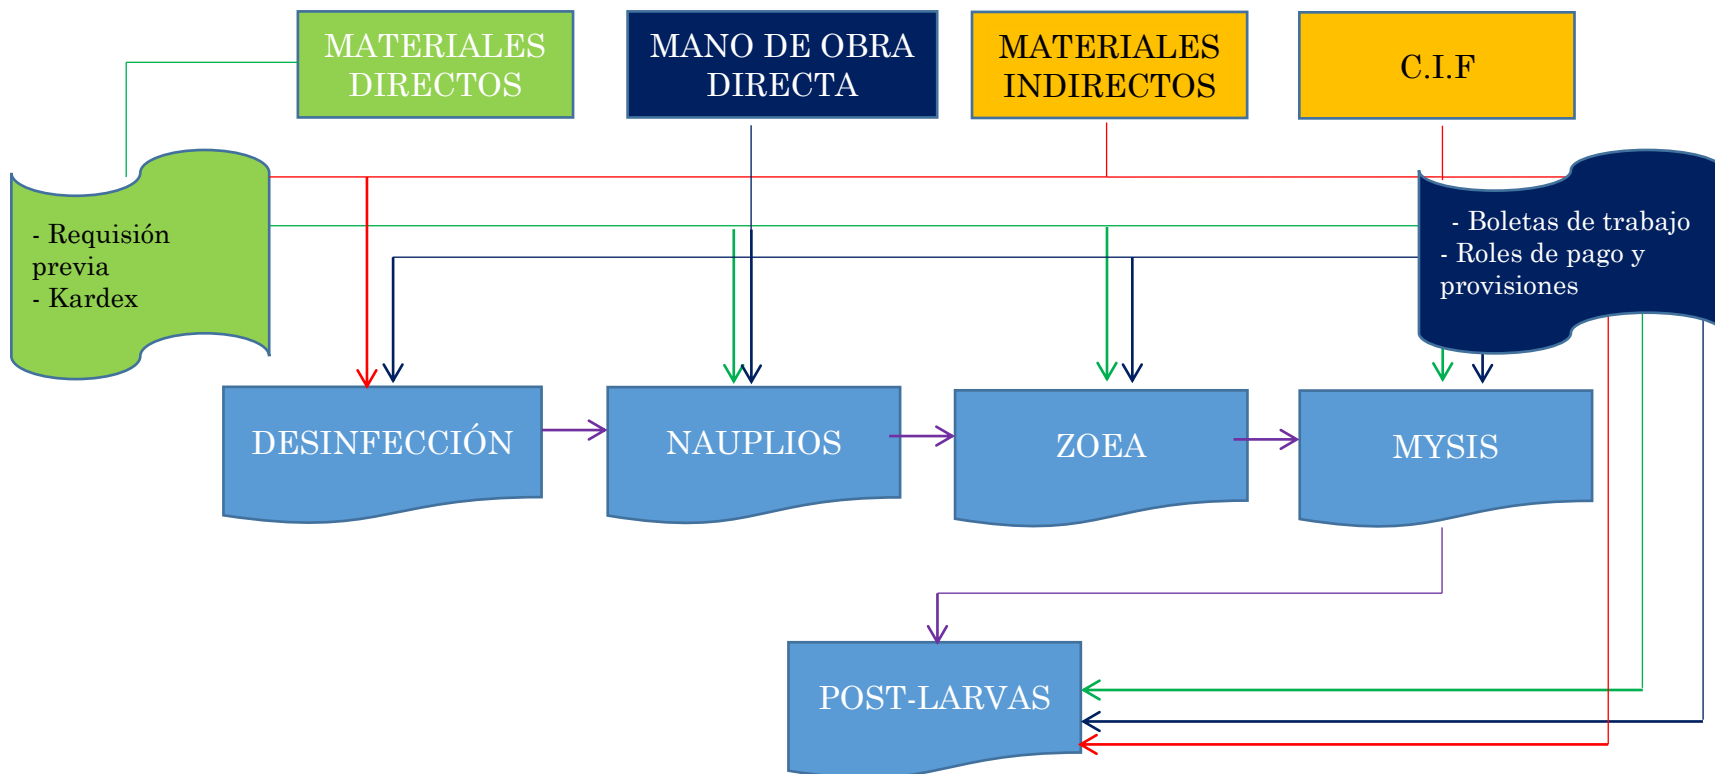 MATERIALES
DIRECTOS
MANO DE OBRA
DIRECTA
MATERIALES
INDIRECTOS
C.I.F
- Requisión
previa
- Kardex
- Boletas de trabajo
- Roles de pago y
provisiones
DESINFECCIÓN
NAUPLIOS
ZOEA
MYSIS
POST-LARVAS